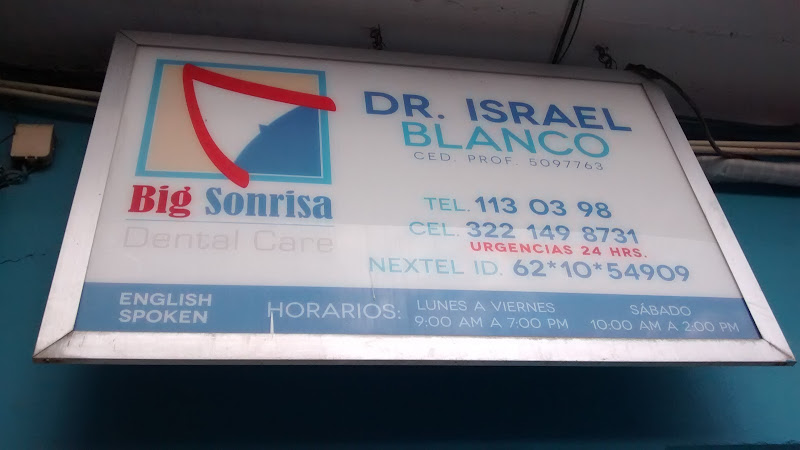 DR. ISRAEL
BLANCO
CED. PROF. 5097763
Big Sonrisa
Dental Care
TEL. 113 03 98
CEL. 322 149 8731
URGENCIAS 24 HRS.
NEXTEL ID. 62*10*54909
ENGLISH
SPOKEN
HORARIOS:
LUNES A VIERNES
9:00 AM A 7:00 PM
SÁBADO
10:00 AM A 2:00 PM